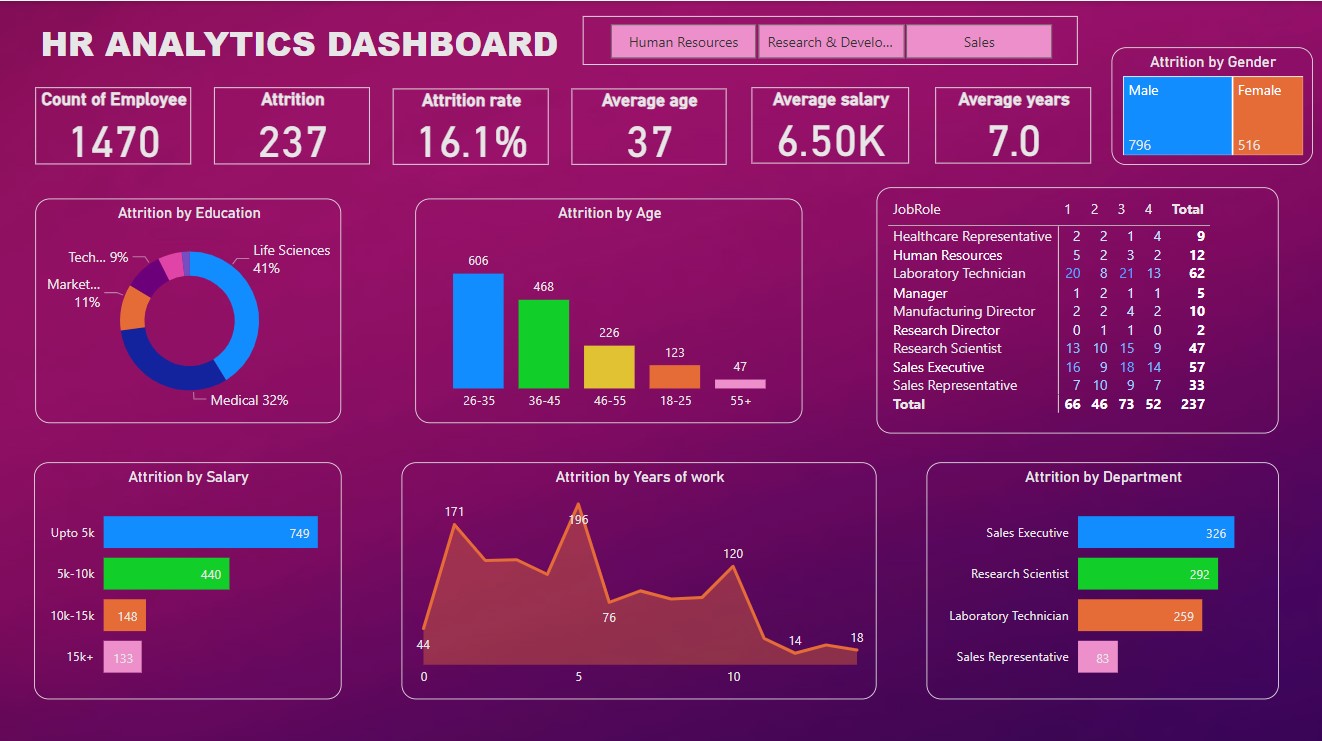 HR ANALYTICS DASHBOARD
Human Resources
Research & Develo...
Sales
Count of Employee
1470
Attrition
237
Attrition rate
16.1%
Average age
37
Average salary
6.50K
Average years
7.0
Attrition by Gender
Male
796
Female
516
Attrition by Education
Life Sciences
41%
Tech... 9%
Market...
11%
Medical 32%
Attrition by Age
606
468
226
123
47
26-35
36-45
46-55
18-25
55+
JobRole 1 2 3 4 Total
Healthcare Representative 2 2 1 4 9
Human Resources 5 2 3 2 12
Laboratory Technician 20 8 21 13 62
Manager 1 2 1 1 5
Manufacturing Director 2 2 4 2 10
Research Director 0 1 1 0 2
Research Scientist 13 10 15 9 47
Sales Executive 16 9 18 14 57
Sales Representative 7 10 9 7 33
Total 66 46 73 52 237
Attrition by Salary
Upto 5k 749
5k-10k 440
10k-15k 148
15k+ 133
Attrition by Years of work
171
196
120
76
44
14
18
0 5 10
Attrition by Department
Sales Executive 326
Research Scientist 292
Laboratory Technician 259
Sales Representative 83